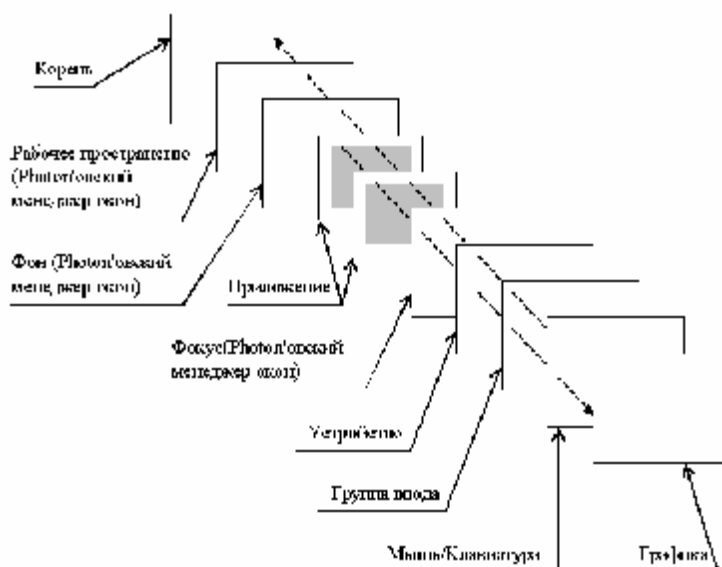 Корень
Рабочее пространство
(Photon'овский
менеджер окон)
Фон (Photon'овский
менеджер окон)
Приложение
Фокус(Photon'овский
менеджер окон)
Устройство
Группа ввода
Мышь/Клавиатура
Графика